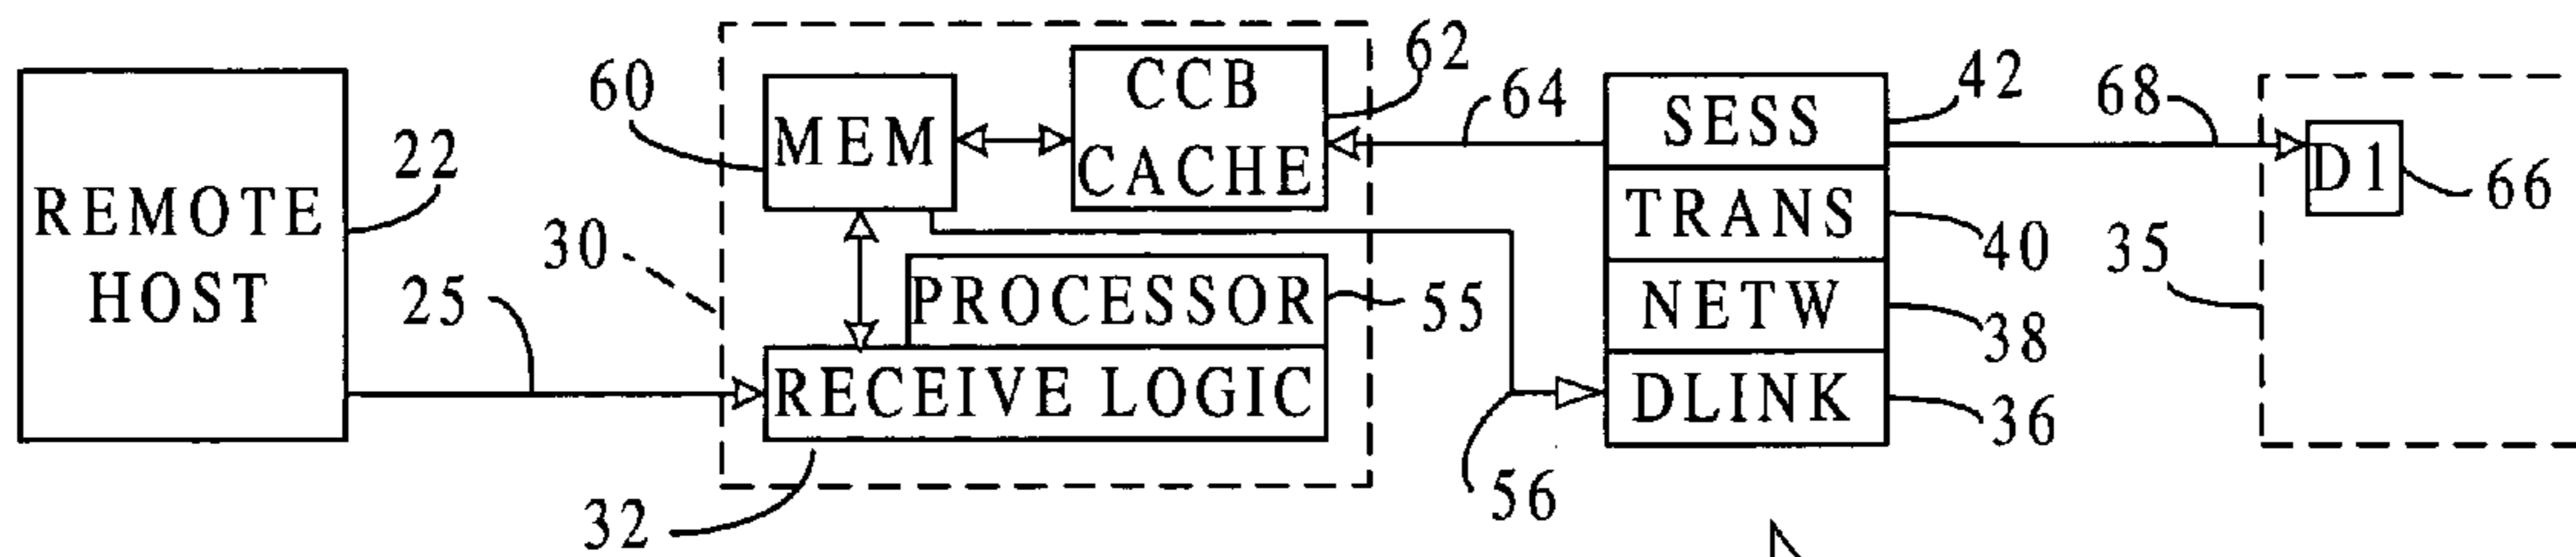 REMOTE
HOST
22
25
30
60
MEM
CCB
CACHE
62
PROCESSOR
55
RECEIVE LOGIC
32
64
56
SESS
42
TRANS
40
NETW
38
DLINK
36
68
D1
66
35